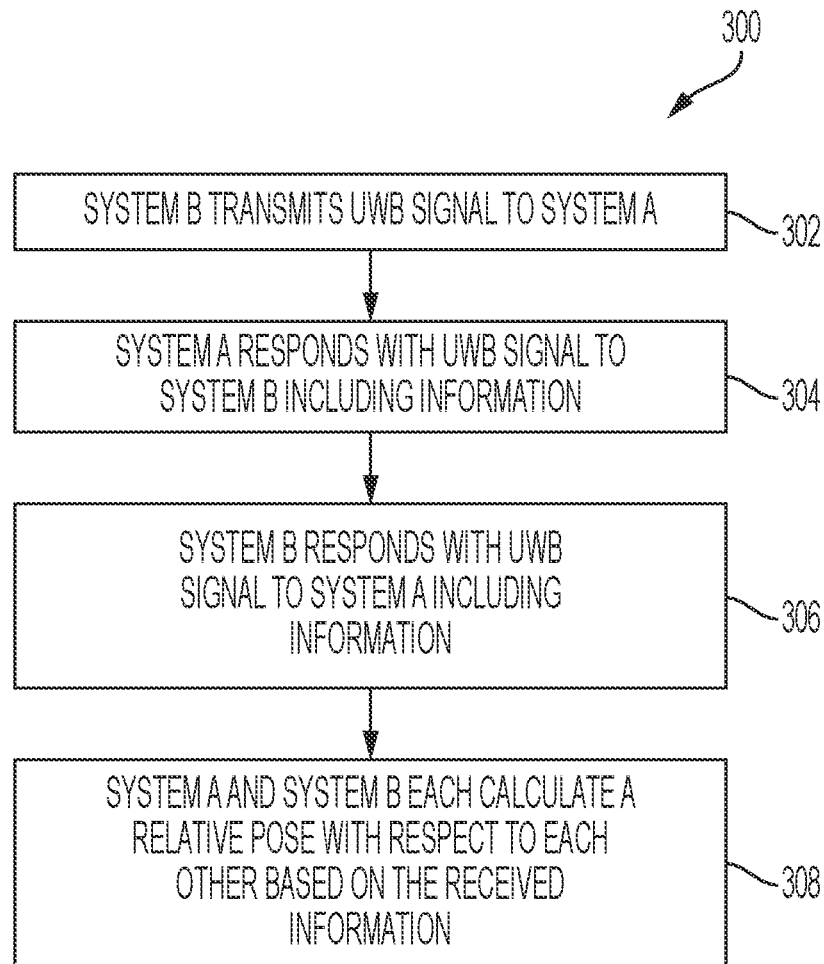 300
SYSTEM B TRANSMITS UWB SIGNAL TO SYSTEM A
302
SYSTEM A RESPONDS WITH UWB SIGNAL TO
SYSTEM B INCLUDING INFORMATION
304
SYSTEM B RESPONDS WITH UWB
SIGNAL TO SYSTEM A INCLUDING
INFORMATION
306
SYSTEM A AND SYSTEM B EACH CALCULATE A
RELATIVE POSE WITH RESPECT TO EACH
OTHER BASED ON THE RECEIVED
INFORMATION
308